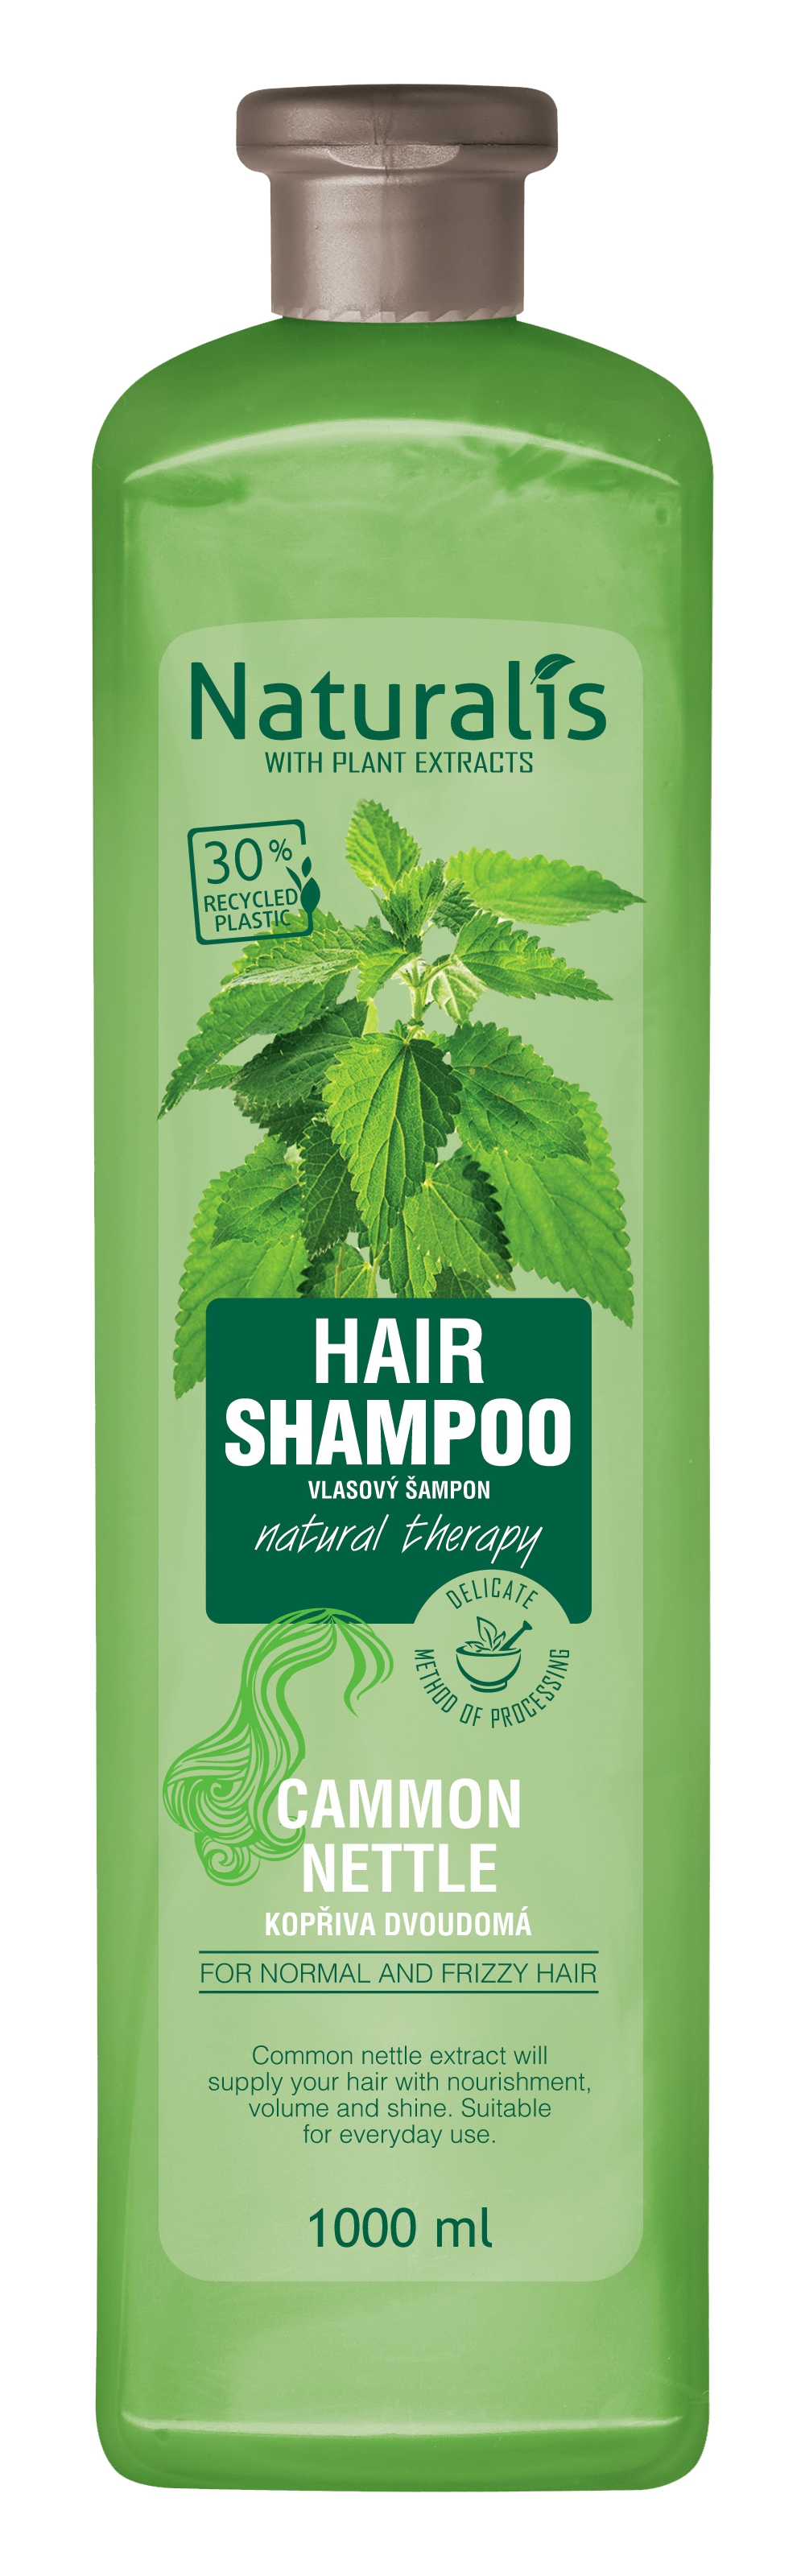 Naturalis
WITH PLANT EXTRACTS
30%
RECYCLED
PLASTIC
HAIR
SHAMPOO
VLASOVÝ ŠAMPON
natural therapy
DELICATE
METHOD OF PROCESSING
CAMMON
NETTLE
KOPŘIVA DVOUDOMÁ
FOR NORMAL AND FRIZZY HAIR
Common nettle extract will
supply your hair with nourishment,
volume and shine. Suitable
for everyday use.
1000 ml